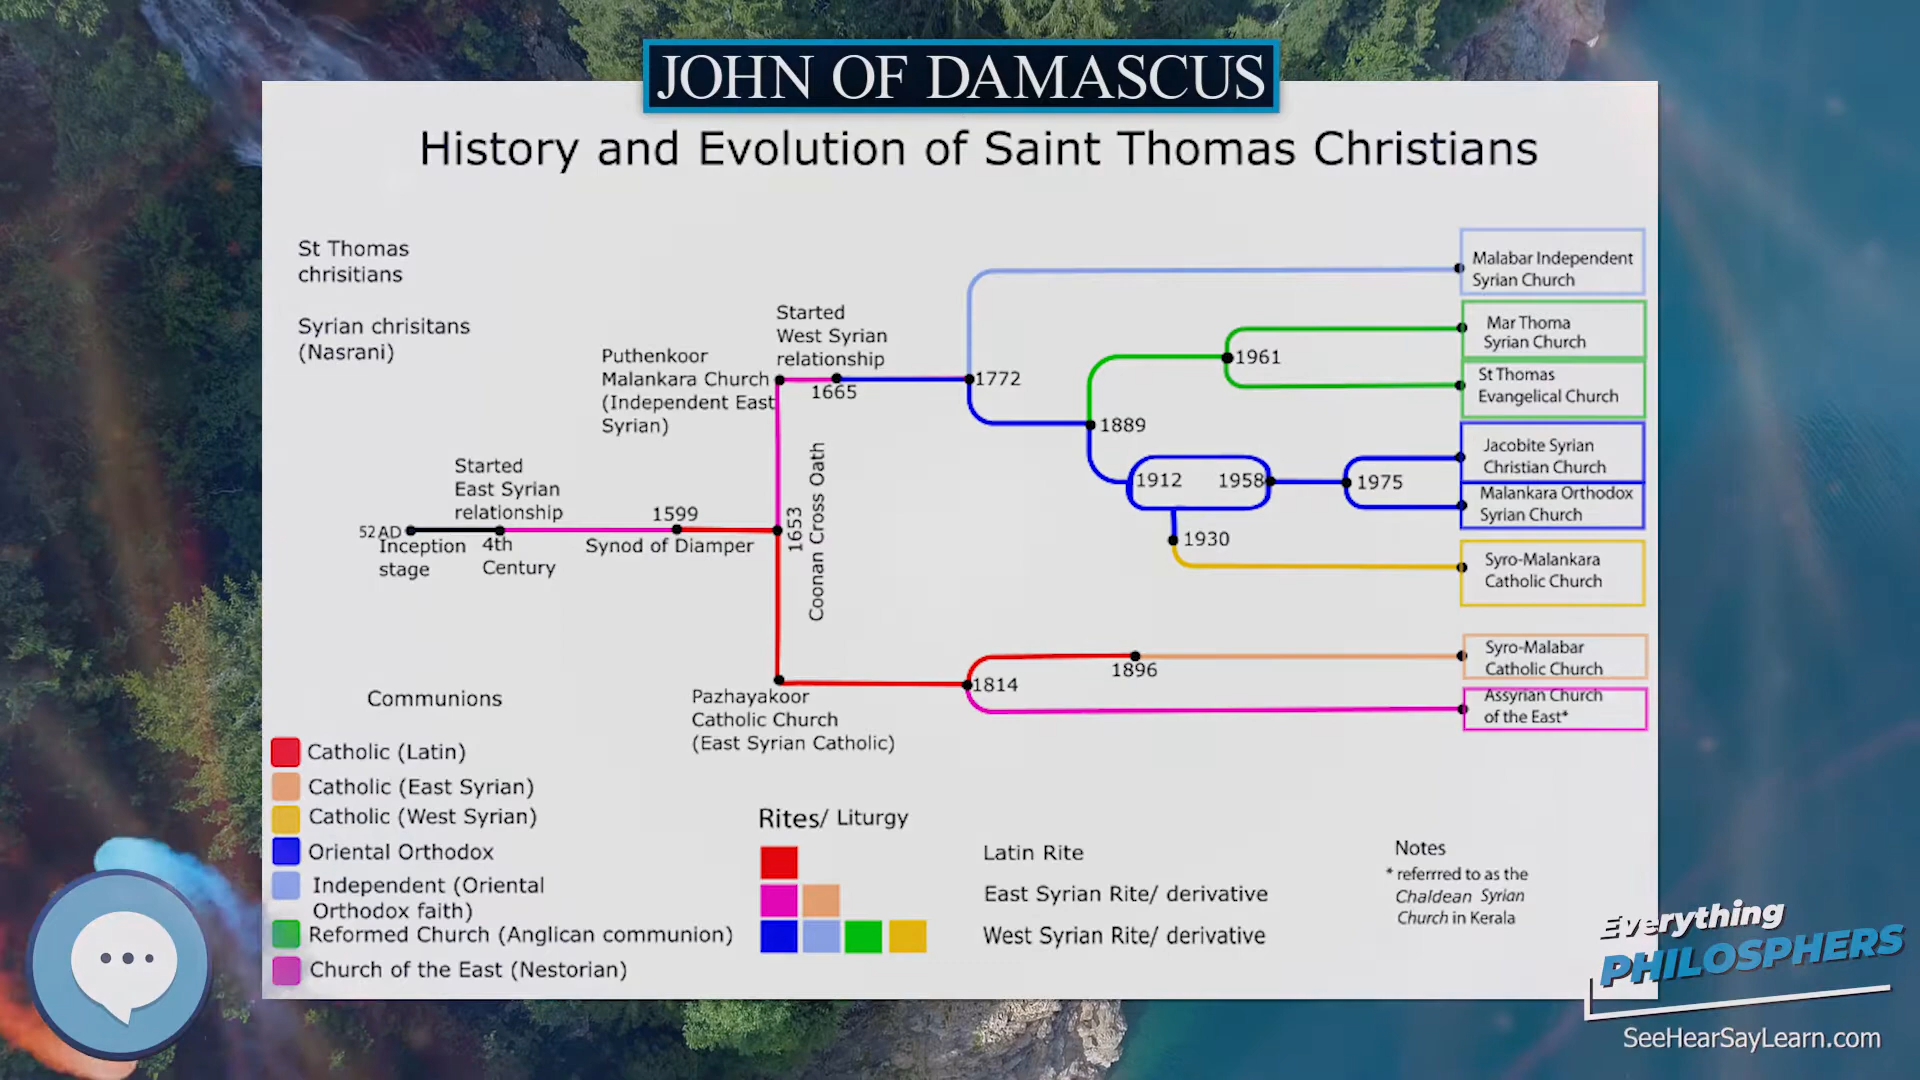 JOHN OF DAMASCUS
History and Evolution of Saint Thomas Christians
St Thomas
chrisitians
Syrian chrisitans
(Nasrani)
Started
West Syrian
relationship
Puthenkoor
Malankara Church
(Independent East
Syrian)
1665
1772
1889
1961
1912
1958
1975
1930
Malabar Independent
Syrian Church
Mar Thoma
Syrian Church
St Thomas
Evangelical Church
Jacobite Syrian
Christian Church
Malankara Orthodox
Syrian Church
Syro-Malankara
Catholic Church
Syro-Malabar
Catholic Church
Assyrian Church
of the East*
Started
East Syrian
relationship
52 AD
Inception
stage
4th
Century
1599
Synod of Diamper
1653
Coonan Cross Oath
Pazhayakoor
Catholic Church
(East Syrian Catholic)
1814
1896
Communions
Catholic (Latin)
Catholic (East Syrian)
Catholic (West Syrian)
Oriental Orthodox
Independent (Oriental
Orthodox faith)
Reformed Church (Anglican communion)
Church of the East (Nestorian)
Rites/ Liturgy
Latin Rite
East Syrian Rite/ derivative
West Syrian Rite/ derivative
Notes
* referrred to as the
Chaldean Syrian
Church in Kerala
Everything
PHILOSPHERS
SeeHearSayLearn.com